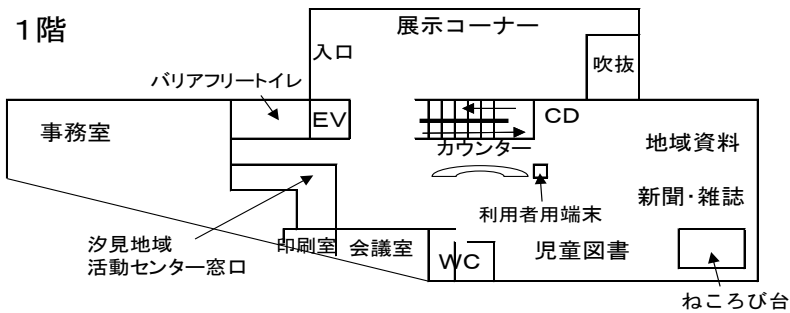 1階
展示コーナー
入口
吹抜
バリアフリートイレ
EV
CD
事務室
カウンター
地域資料
新聞・雑誌
利用者用端末
汐見地域
活動センター窓口
印刷室
会議室
WC
児童図書
ねころび台